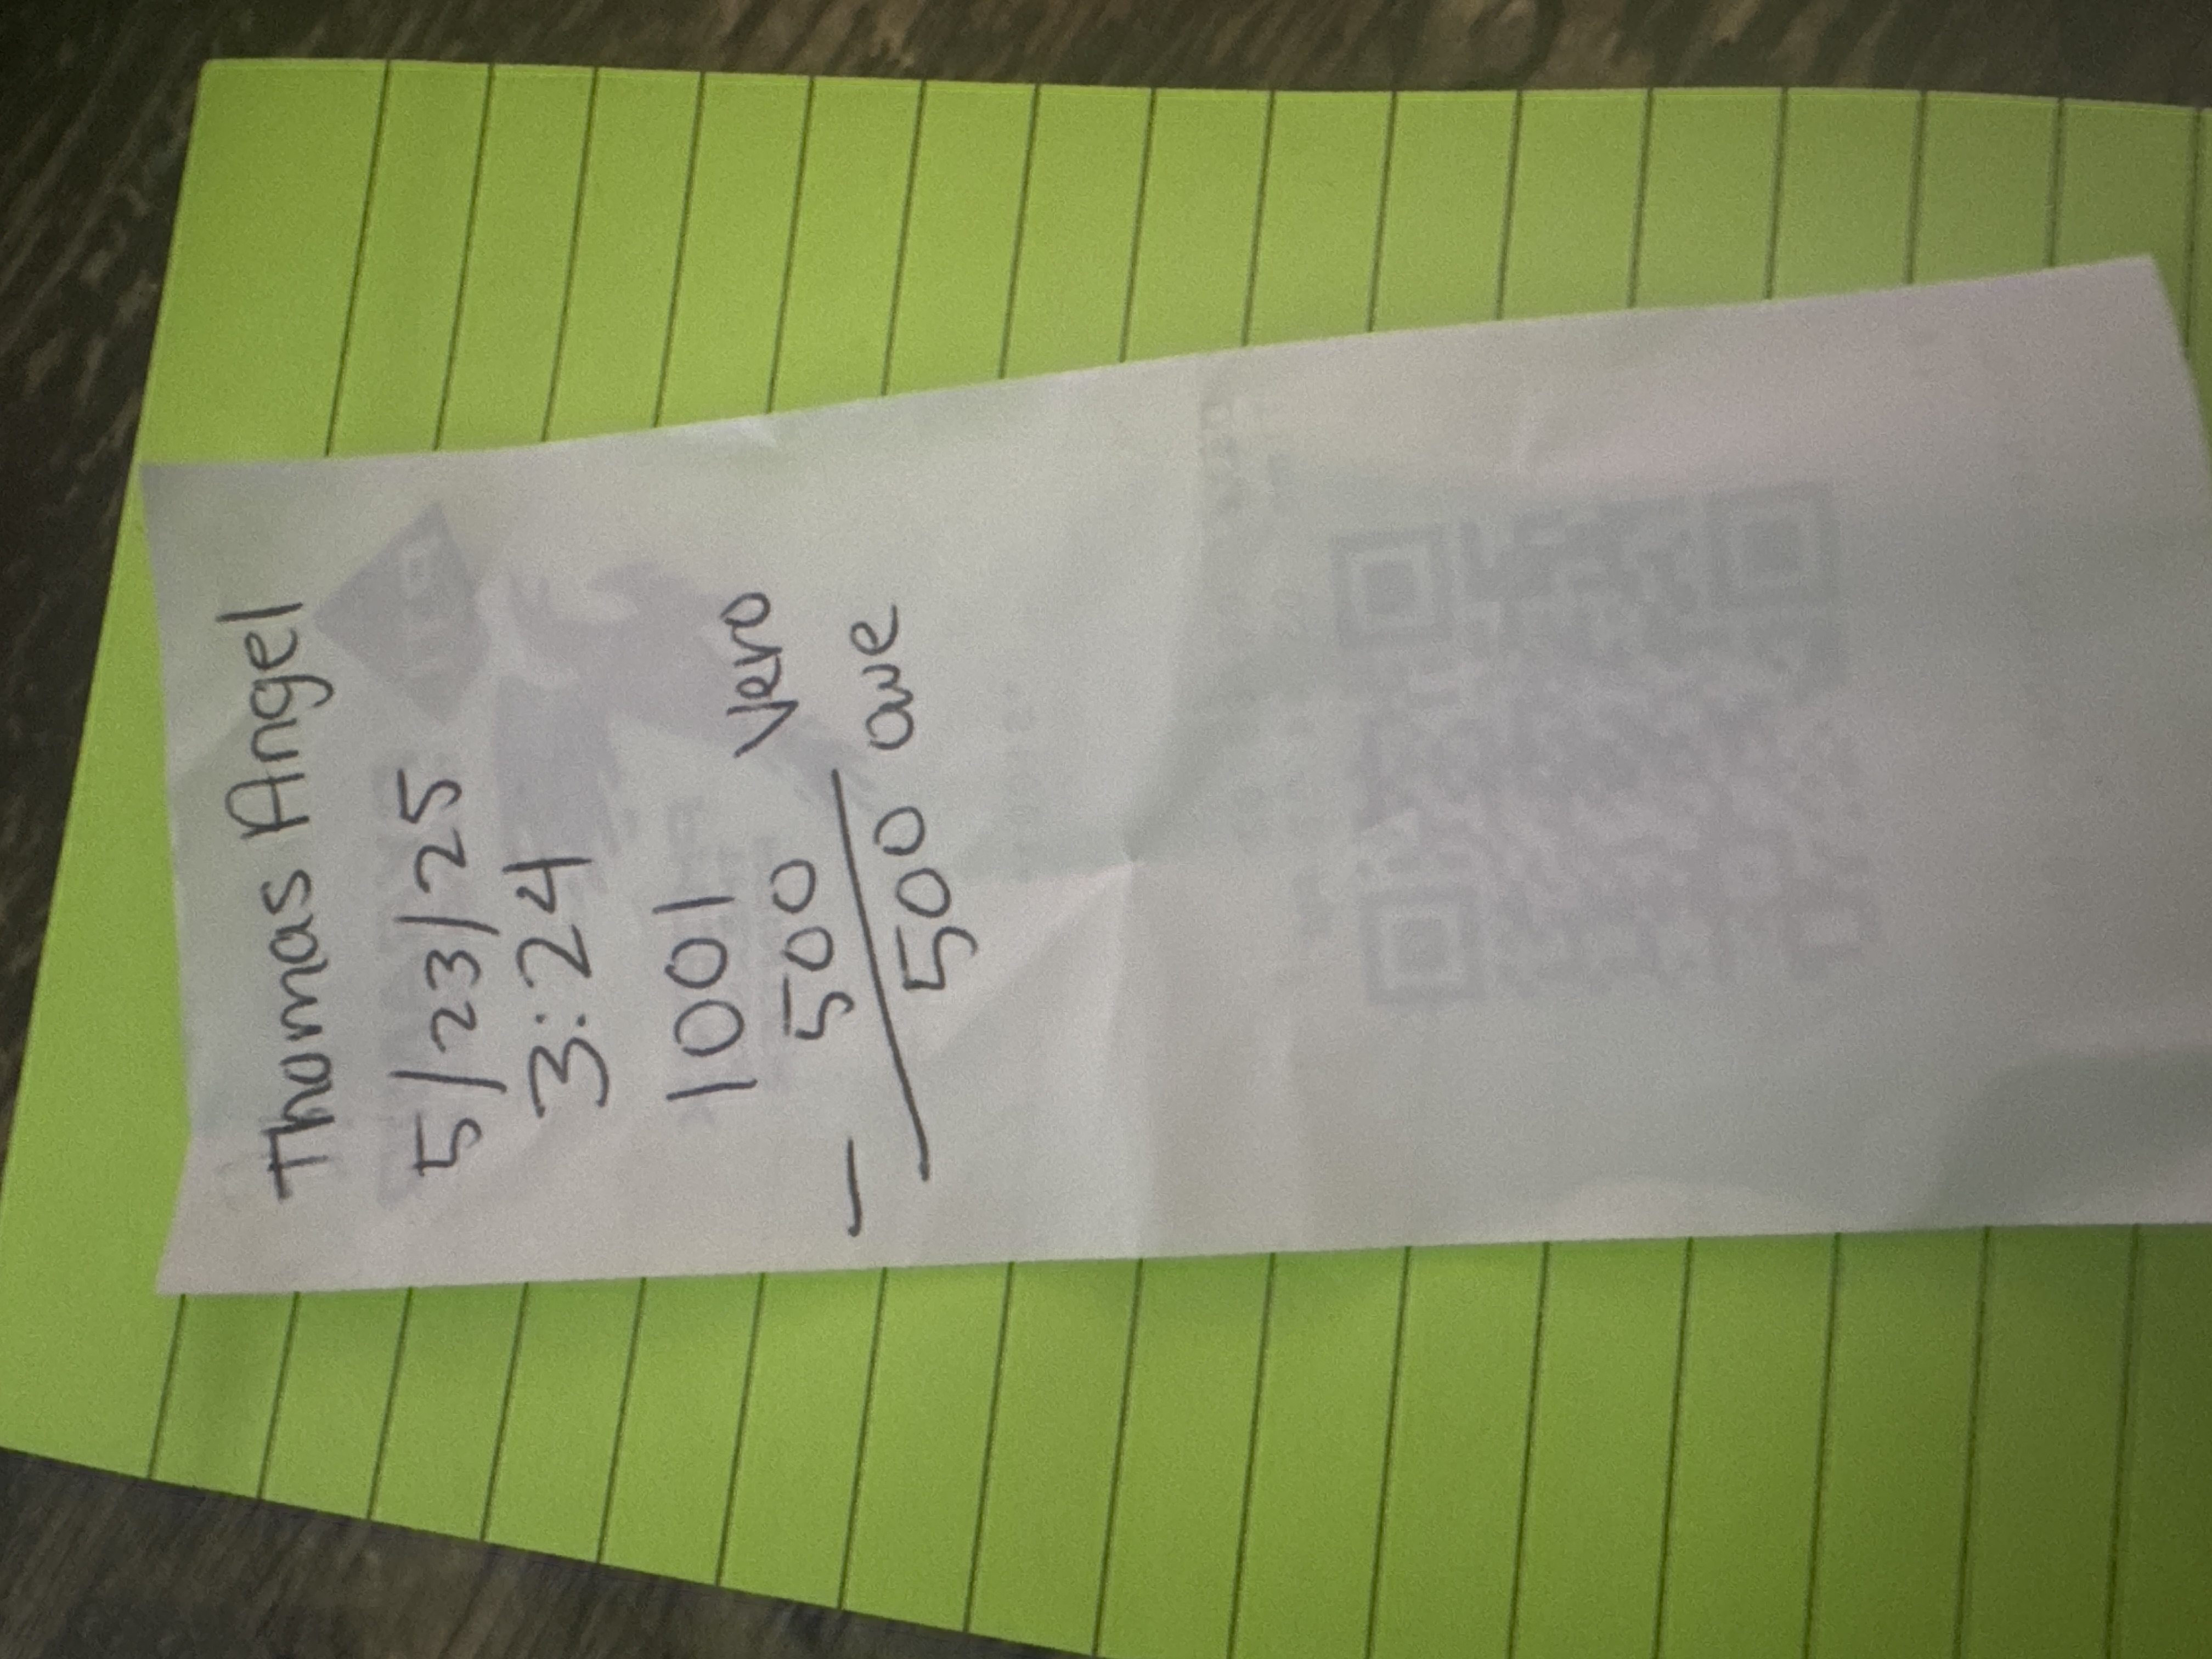 Thomas Angel
5/23/25
3:24
1001 Vero
- 500
500 owe